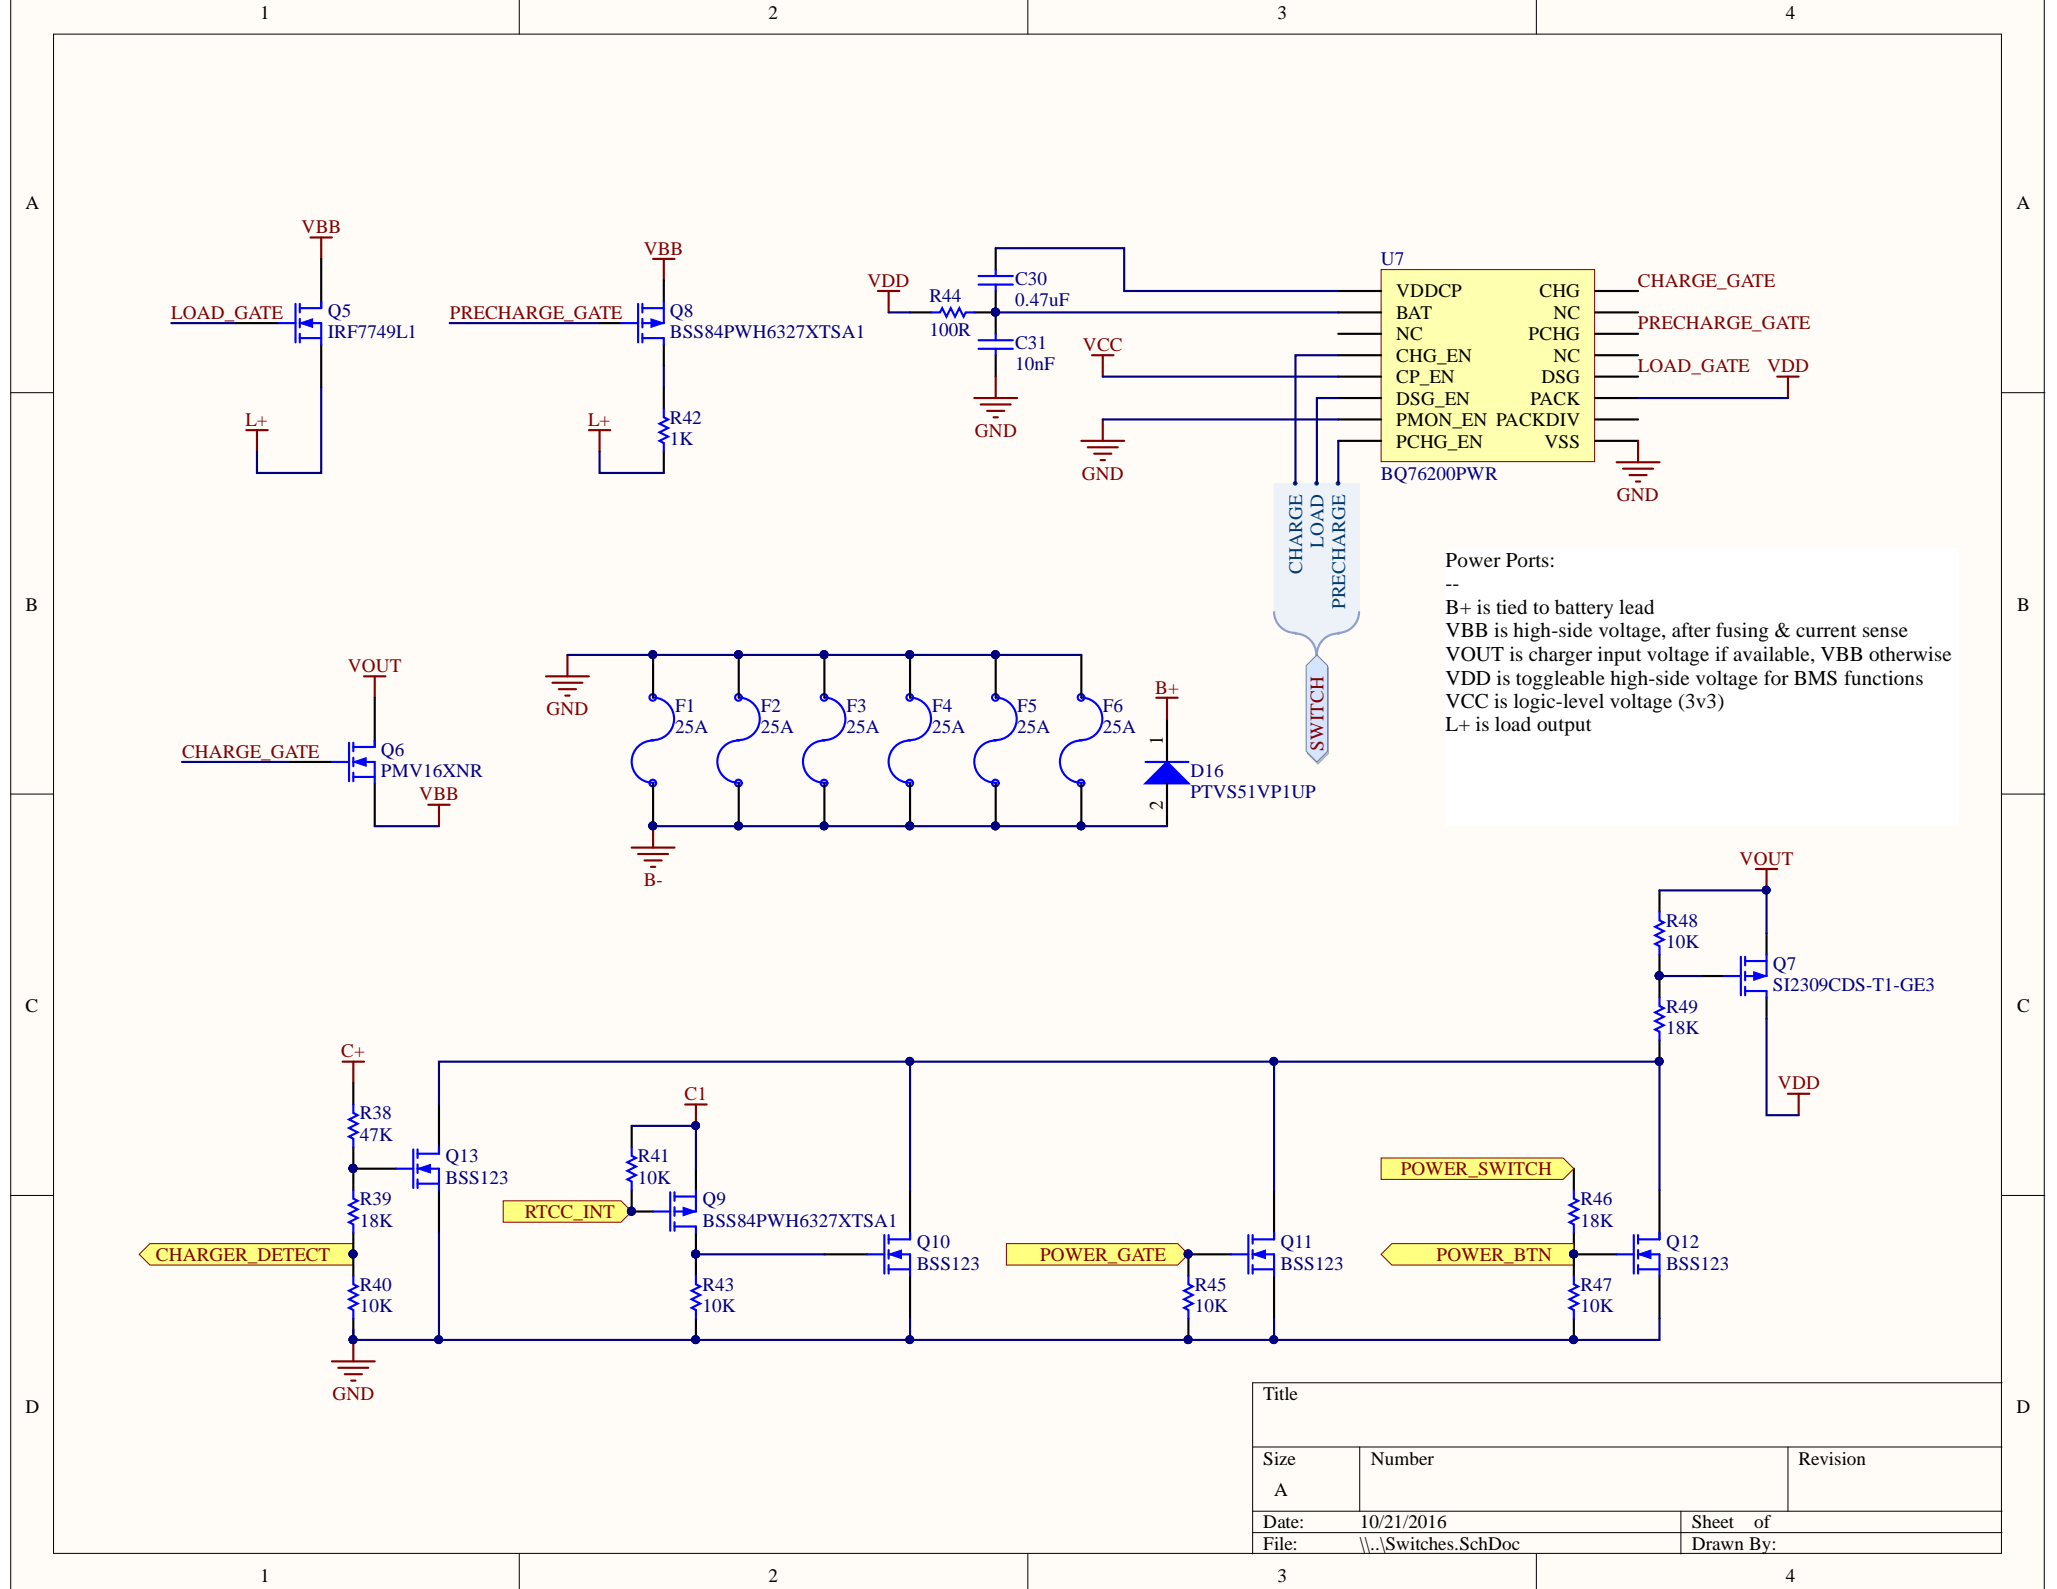 1 2 3 4
A
A
VBB
LOAD_GATE
Q5
IRF7749L1
L+
VBB
PRECHARGE_GATE
Q8
BSS84PWH6327XTSA1
L+
R42
1K
VDD
R44
100R
C30
0.47uF
C31
10nF
GND
VCC
GND
U7
VDDCP
BAT
NC
CHG_EN
CP_EN
DSG_EN
PMON_EN
PCHG_EN
CHG
NC
PCHG
NC
DSG
PACK
PACKDIV
VSS
BQ76200PWR
CHARGE_GATE
PRECHARGE_GATE
LOAD_GATE
VDD
GND
CHARGE
LOAD
PRECHARGE
SWITCH
B
B
Power Ports:
--
B+ is tied to battery lead
VBB is high-side voltage, after fusing & current sense
VOUT is charger input voltage if available, VBB otherwise
VDD is toggleable high-side voltage for BMS functions
VCC is logic-level voltage (3v3)
L+ is load output
VOUT
CHARGE_GATE
Q6
PMV16XNR
VBB
GND
F1
25A
F2
25A
F3
25A
F4
25A
F5
25A
F6
25A
B+
1
D16
PTVS51VP1UP
2
B-
C
C
VOUT
R48
10K
Q7
SI2309CDS-T1-GE3
R49
18K
VDD
C+
R38
47K
Q13
BSS123
R39
18K
CHARGER_DETECT
R40
10K
GND
C1
R41
10K
RTCC_INT
Q9
BSS84PWH6327XTSA1
R43
10K
Q10
BSS123
POWER_GATE
R45
10K
Q11
BSS123
POWER_SWITCH
R46
18K
POWER_BTN
R47
10K
Q12
BSS123
D
D
Title
Size
A
Number
Revision
Date: 10/21/2016
Sheet of
File: \\..\Switches.SchDoc
Drawn By:
1 2 3 4